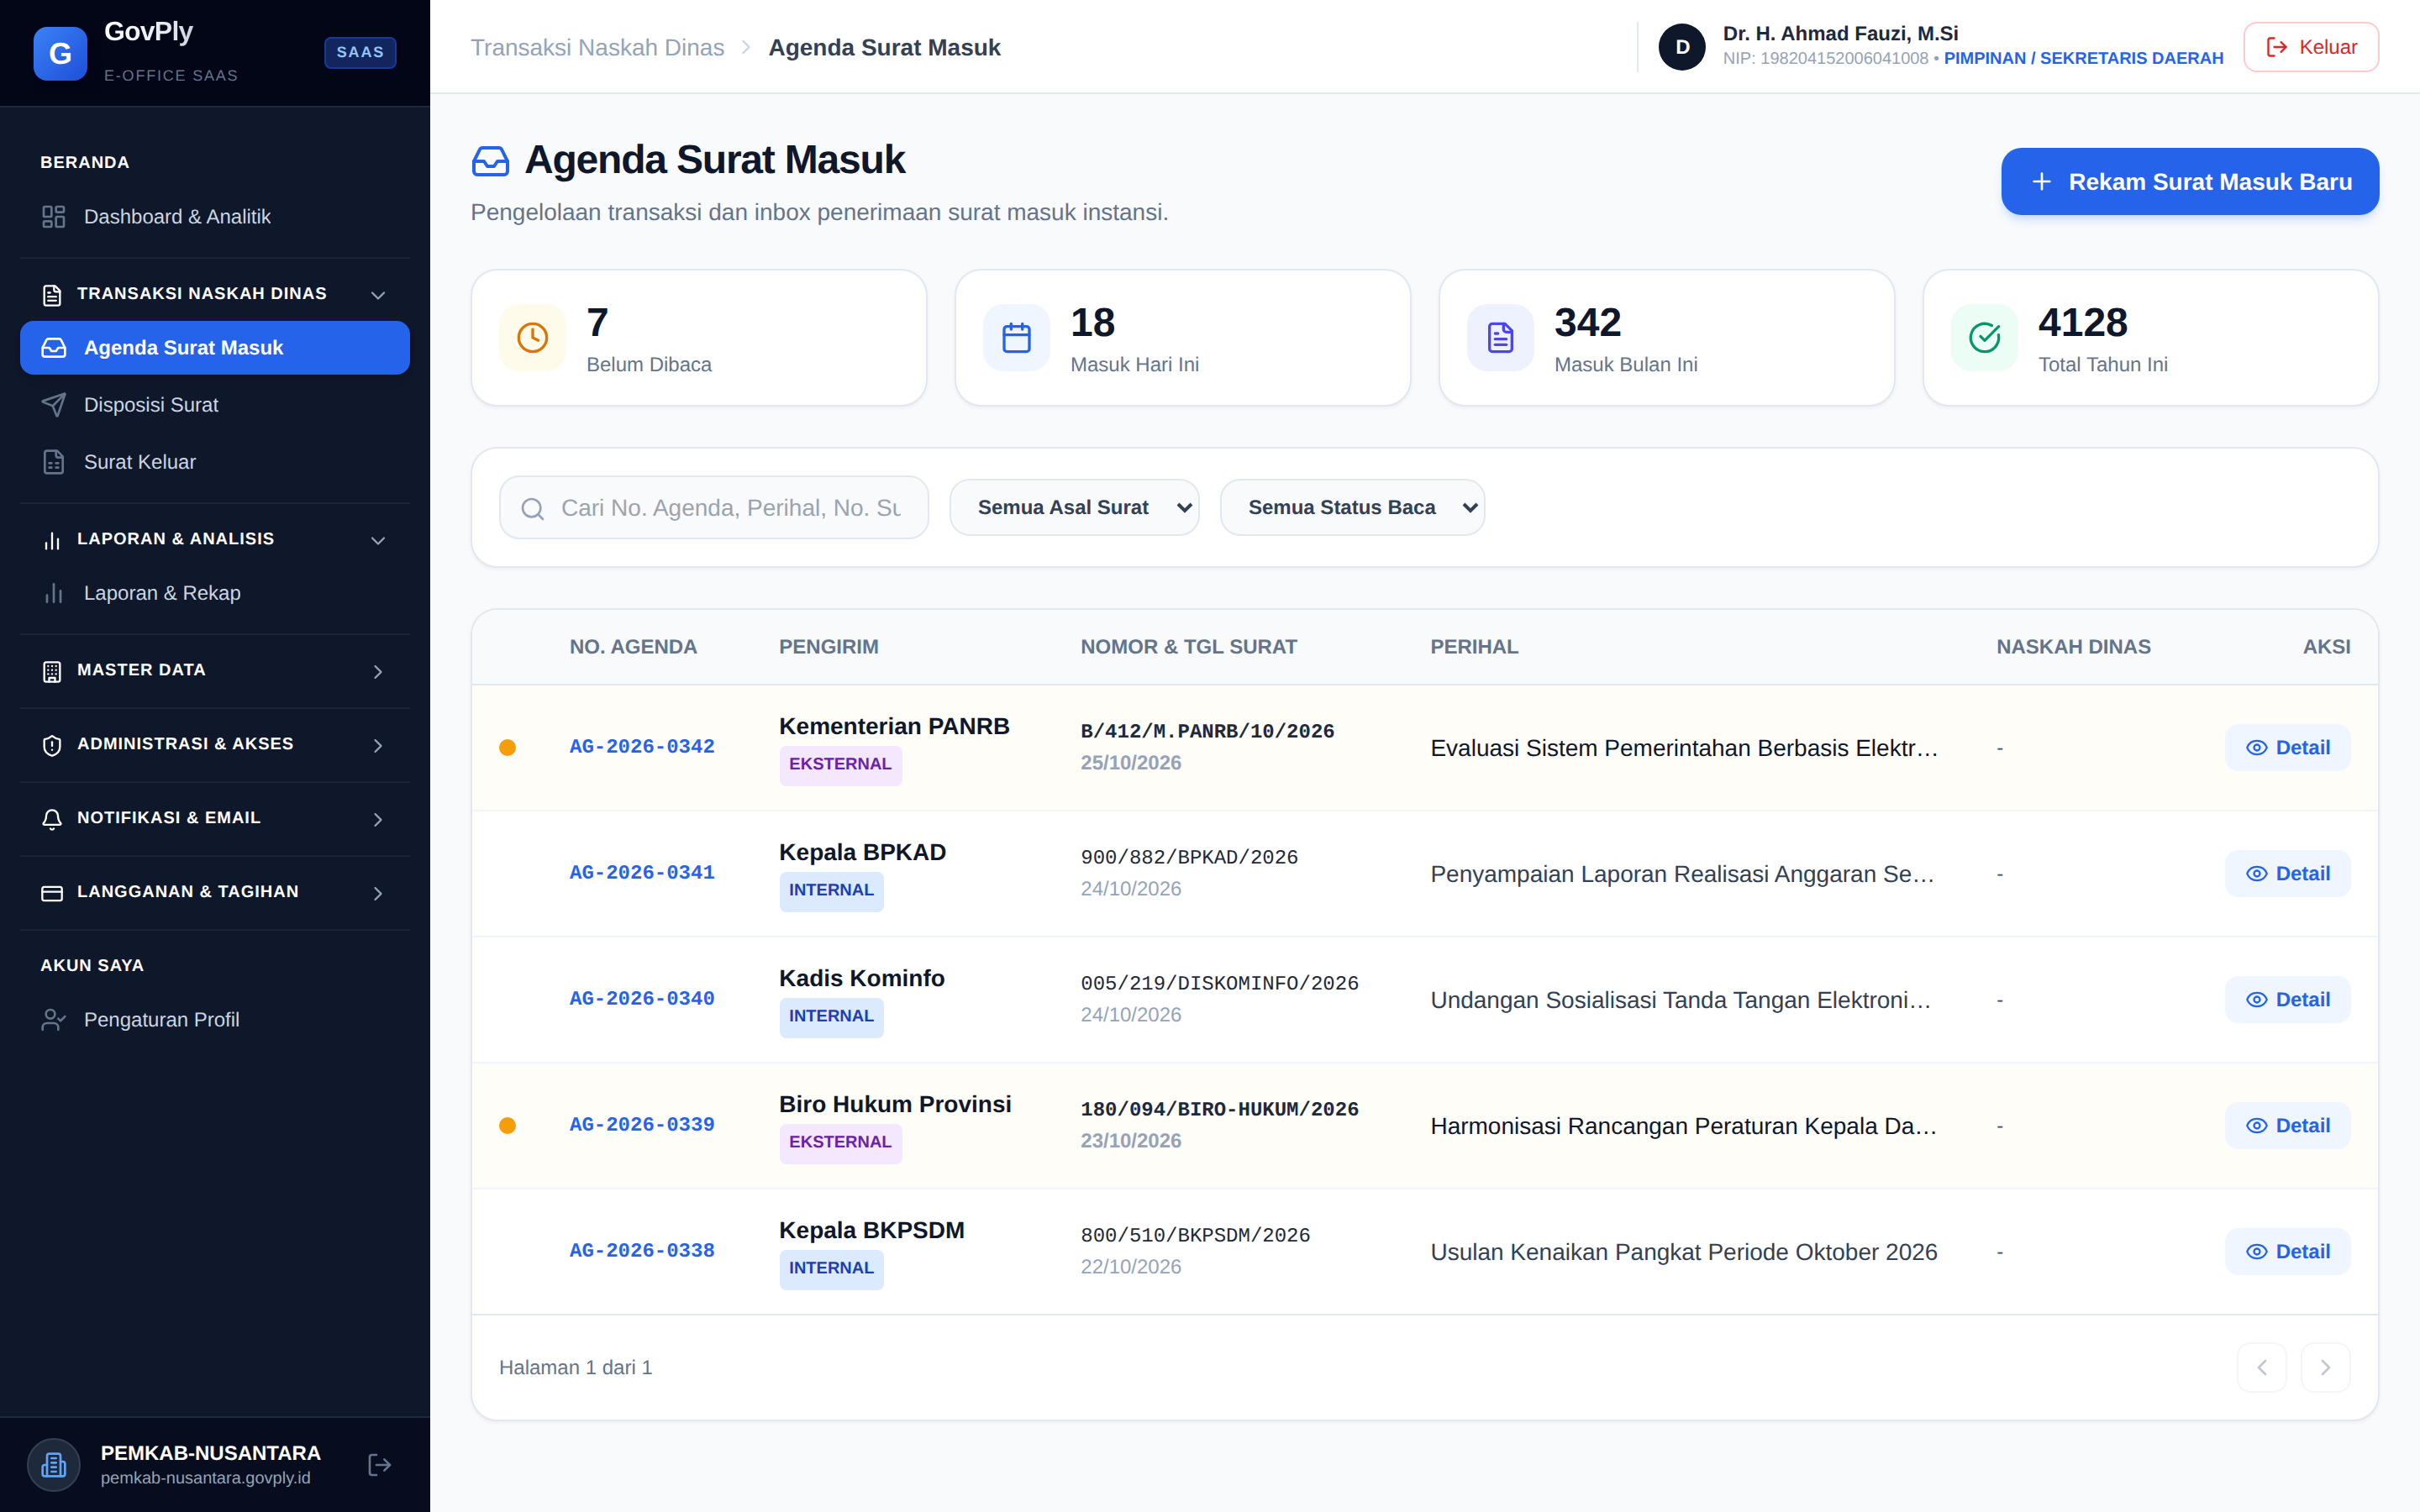 G
GovPly
E-OFFICE SAAS
SAAS
BERANDA
Dashboard & Analitik
TRANSAKSI NASKAH DINAS
Agenda Surat Masuk
Disposisi Surat
Surat Keluar
LAPORAN & ANALISIS
Laporan & Rekap
MASTER DATA
ADMINISTRASI & AKSES
NOTIFIKASI & EMAIL
LANGGANAN & TAGIHAN
AKUN SAYA
Pengaturan Profil
PEMKAB-NUSANTARA
pemkab-nusantara.govply.id
Transaksi Naskah Dinas Agenda Surat Masuk
D
Dr. H. Ahmad Fauzi, M.Si
NIP: 198204152006041008 • PIMPINAN / SEKRETARIS DAERAH
Keluar
Agenda Surat Masuk
Pengelolaan transaksi dan inbox penerimaan surat masuk instansi.
Rekam Surat Masuk Baru
7
Belum Dibaca
18
Masuk Hari Ini
342
Masuk Bulan Ini
4128
Total Tahun Ini
Cari No. Agenda, Perihal, No. Su
Semua Asal Surat
Semua Status Baca
NO. AGENDA PENGIRIM NOMOR & TGL SURAT PERIHAL NASKAH DINAS AKSI
AG-2026-0342
Kementerian PANRB
EKSTERNAL
B/412/M.PANRB/10/2026
25/10/2026
Evaluasi Sistem Pemerintahan Berbasis Elektr…
-
Detail
AG-2026-0341
Kepala BPKAD
INTERNAL
900/882/BPKAD/2026
24/10/2026
Penyampaian Laporan Realisasi Anggaran Se…
-
Detail
AG-2026-0340
Kadis Kominfo
INTERNAL
005/219/DISKOMINFO/2026
24/10/2026
Undangan Sosialisasi Tanda Tangan Elektroni…
-
Detail
AG-2026-0339
Biro Hukum Provinsi
EKSTERNAL
180/094/BIRO-HUKUM/2026
23/10/2026
Harmonisasi Rancangan Peraturan Kepala Da…
-
Detail
AG-2026-0338
Kepala BKPSDM
INTERNAL
800/510/BKPSDM/2026
22/10/2026
Usulan Kenaikan Pangkat Periode Oktober 2026
-
Detail
Halaman 1 dari 1